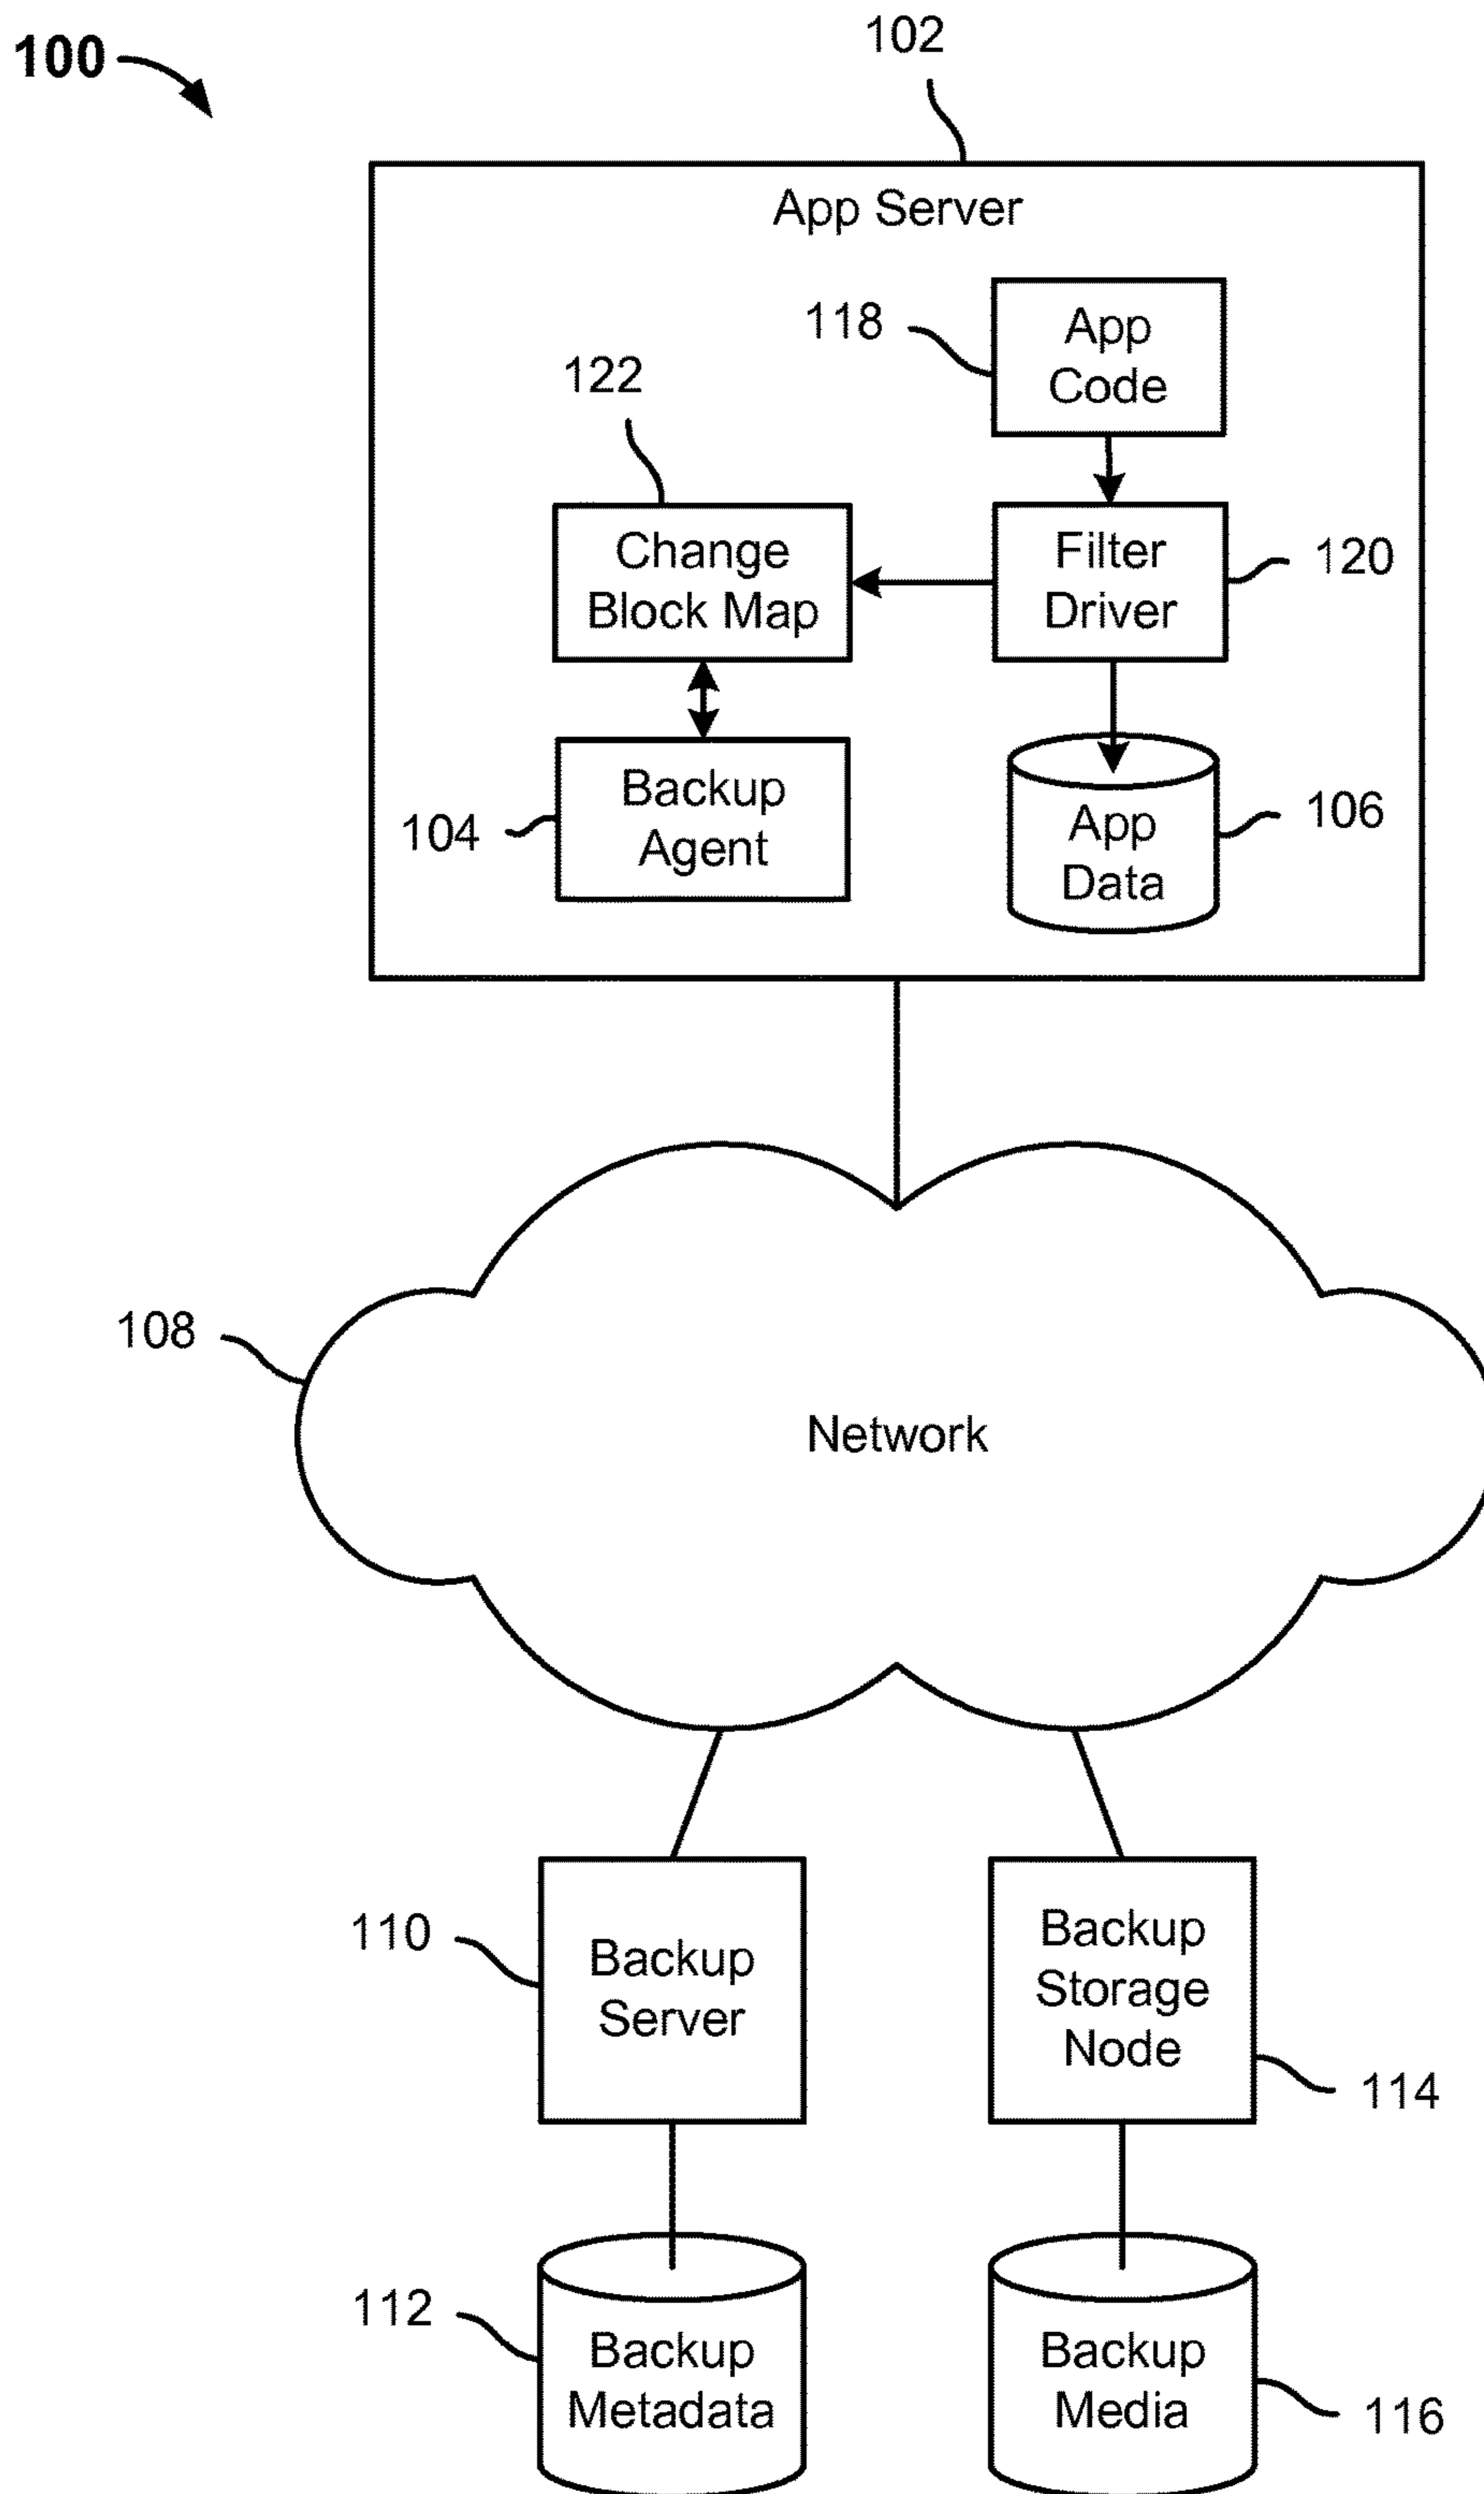 100
102
App Server
118
App
Code
122
Change
Block Map
Filter
Driver
120
104
Backup
Agent
App
Data
106
108
Network
110
Backup
Server
Backup
Storage
Node
114
112
Backup
Metadata
Backup
Media
116